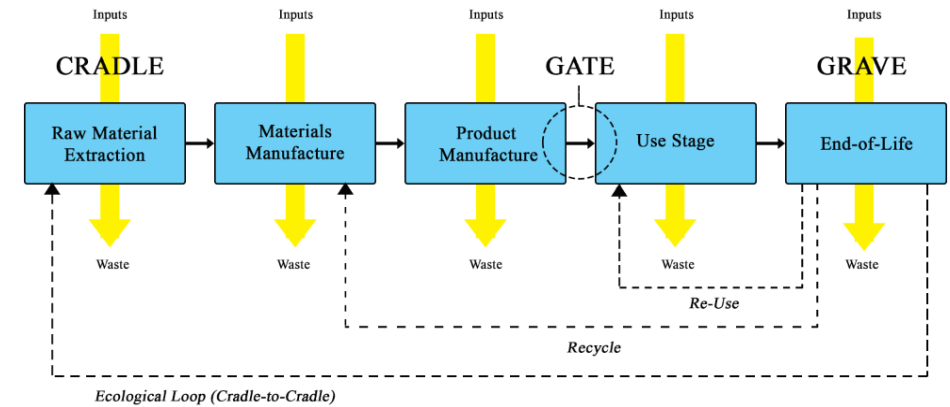 Inputs
Inputs
Inputs
Inputs
Inputs
CRADLE
GATE
GRAVE
Raw Material
Extraction
Materials
Manufacture
Product
Manufacture
Use Stage
End-of-Life
Waste
Waste
Waste
Waste
Waste
Re-Use
Recycle
Ecological Loop (Cradle-to-Cradle)